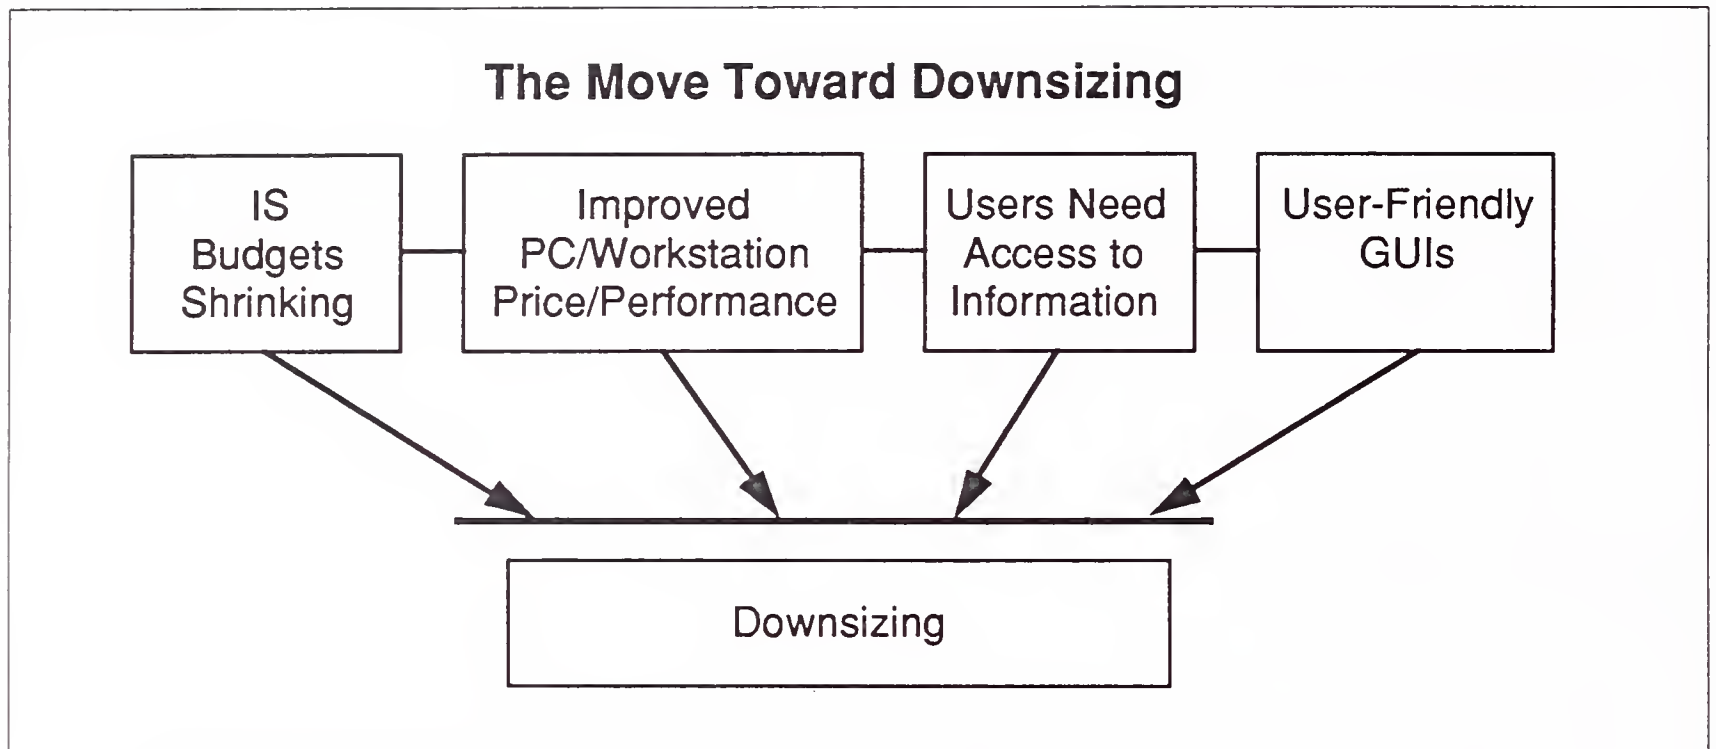 The Move Toward Downsizing
IS
Budgets
Shrinking
Improved
PC/Workstation
Price/Performance
Users Need
Access to
Information
User-Friendly
GUIs
Downsizing